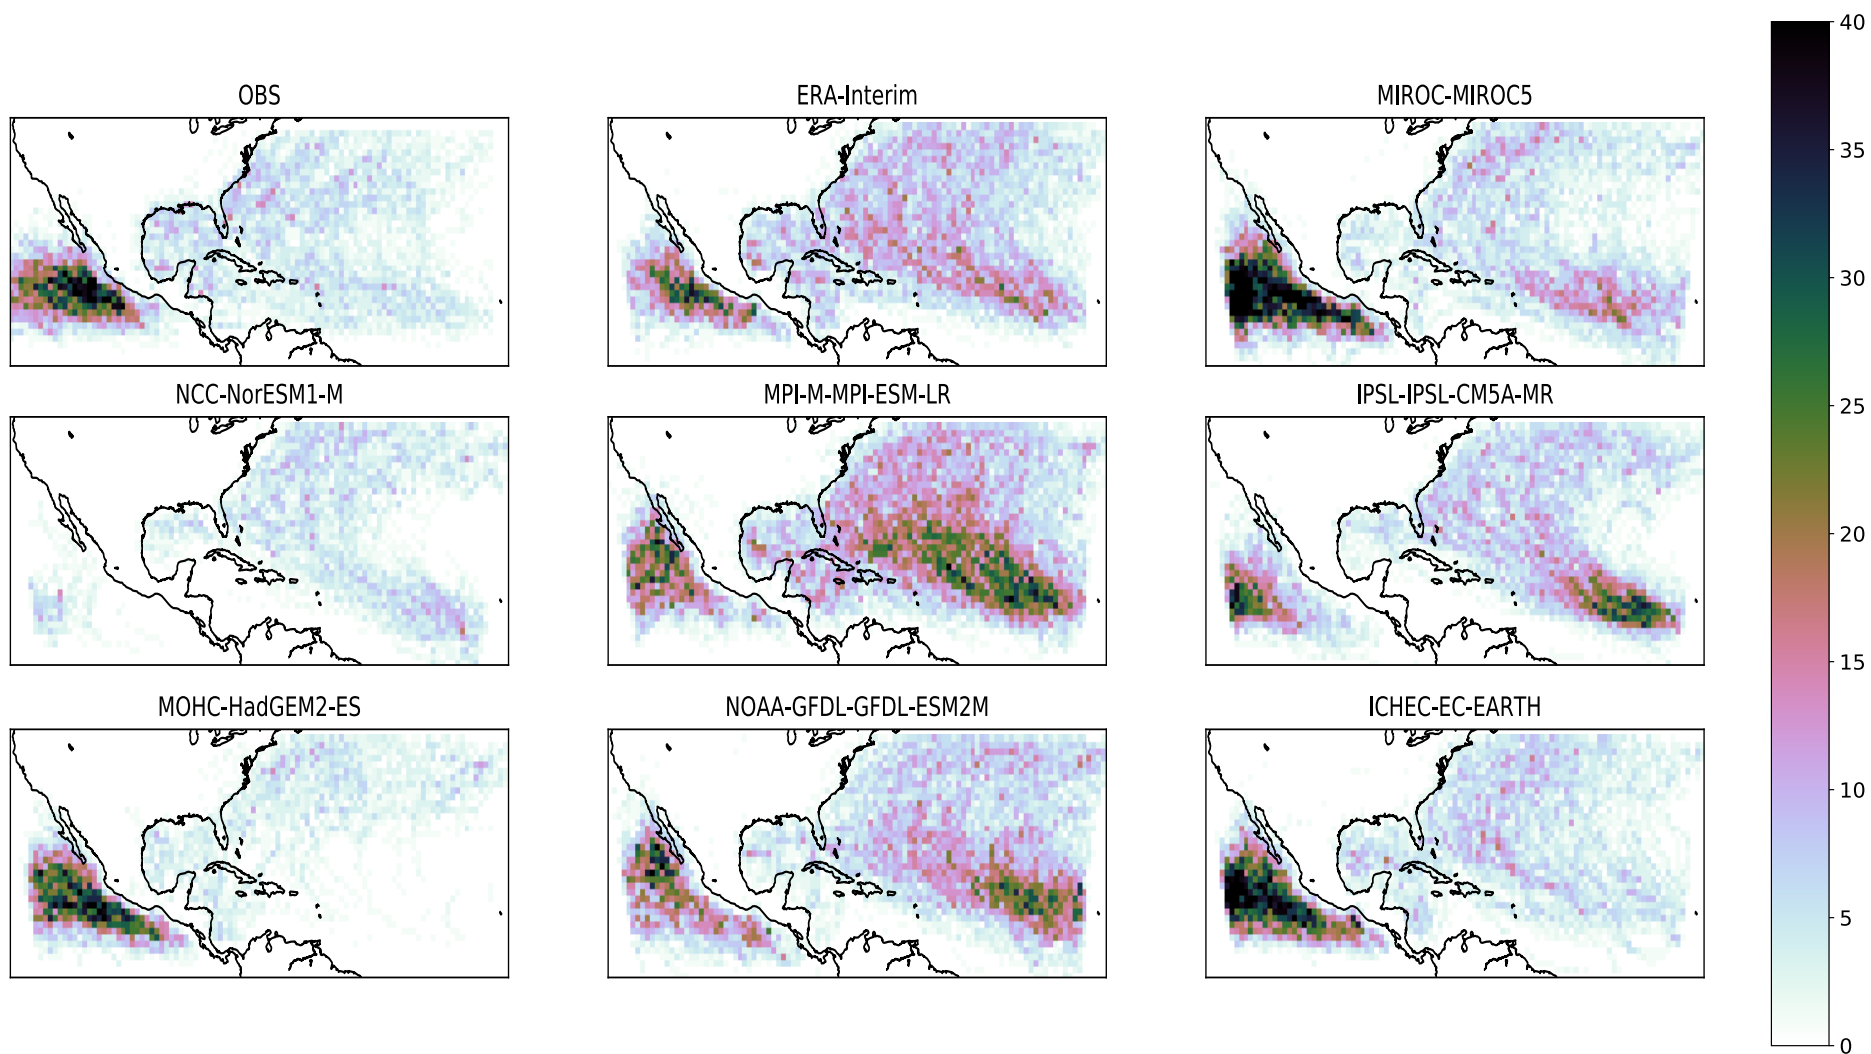 OBS
ERA-Interim
MIROC-MIROC5
NCC-NorESM1-M
MPI-M-MPI-ESM-LR
IPSL-IPSL-CM5A-MR
MOHC-HadGEM2-ES
NOAA-GFDL-GFDL-ESM2M
ICHEC-EC-EARTH
40
35
30
25
20
15
10
5
0